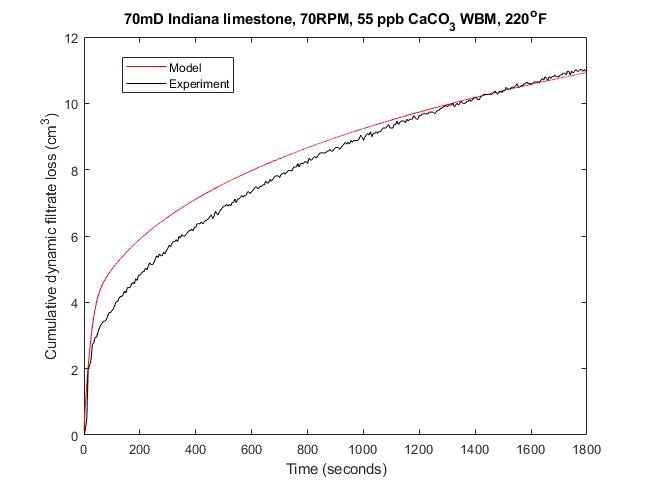 70mD Indiana limestone, 70RPM, 55 ppb CaCO3 WBM, 220oF
12
Model
Experiment
10
8
6
4
2
0
Cumulative dynamic filtrate loss (cm3)
0 200 400 600 800 1000 1200 1400 1600 1800
Time (seconds)